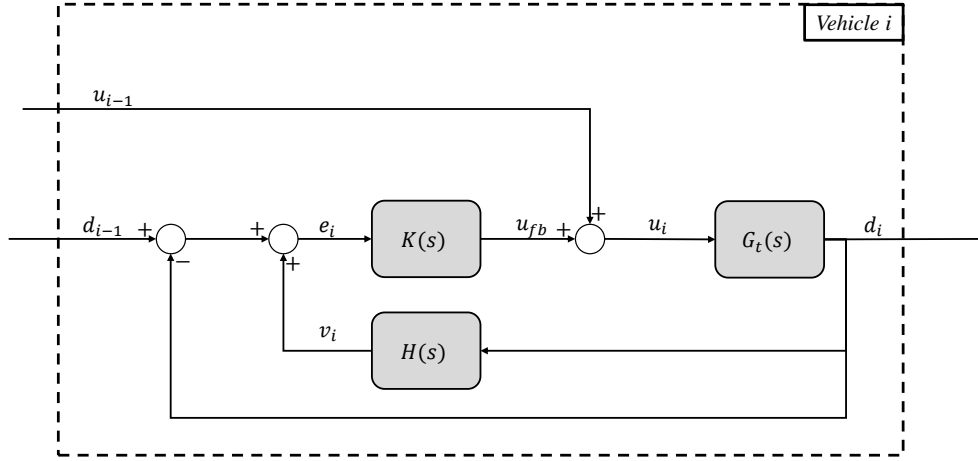 Vehicle i
u_{i−1}
d_{i−1}
+
−
+
+
e_i
K(s)
u_{fb}
+
+
u_i
G_t(s)
d_i
v_i
H(s)